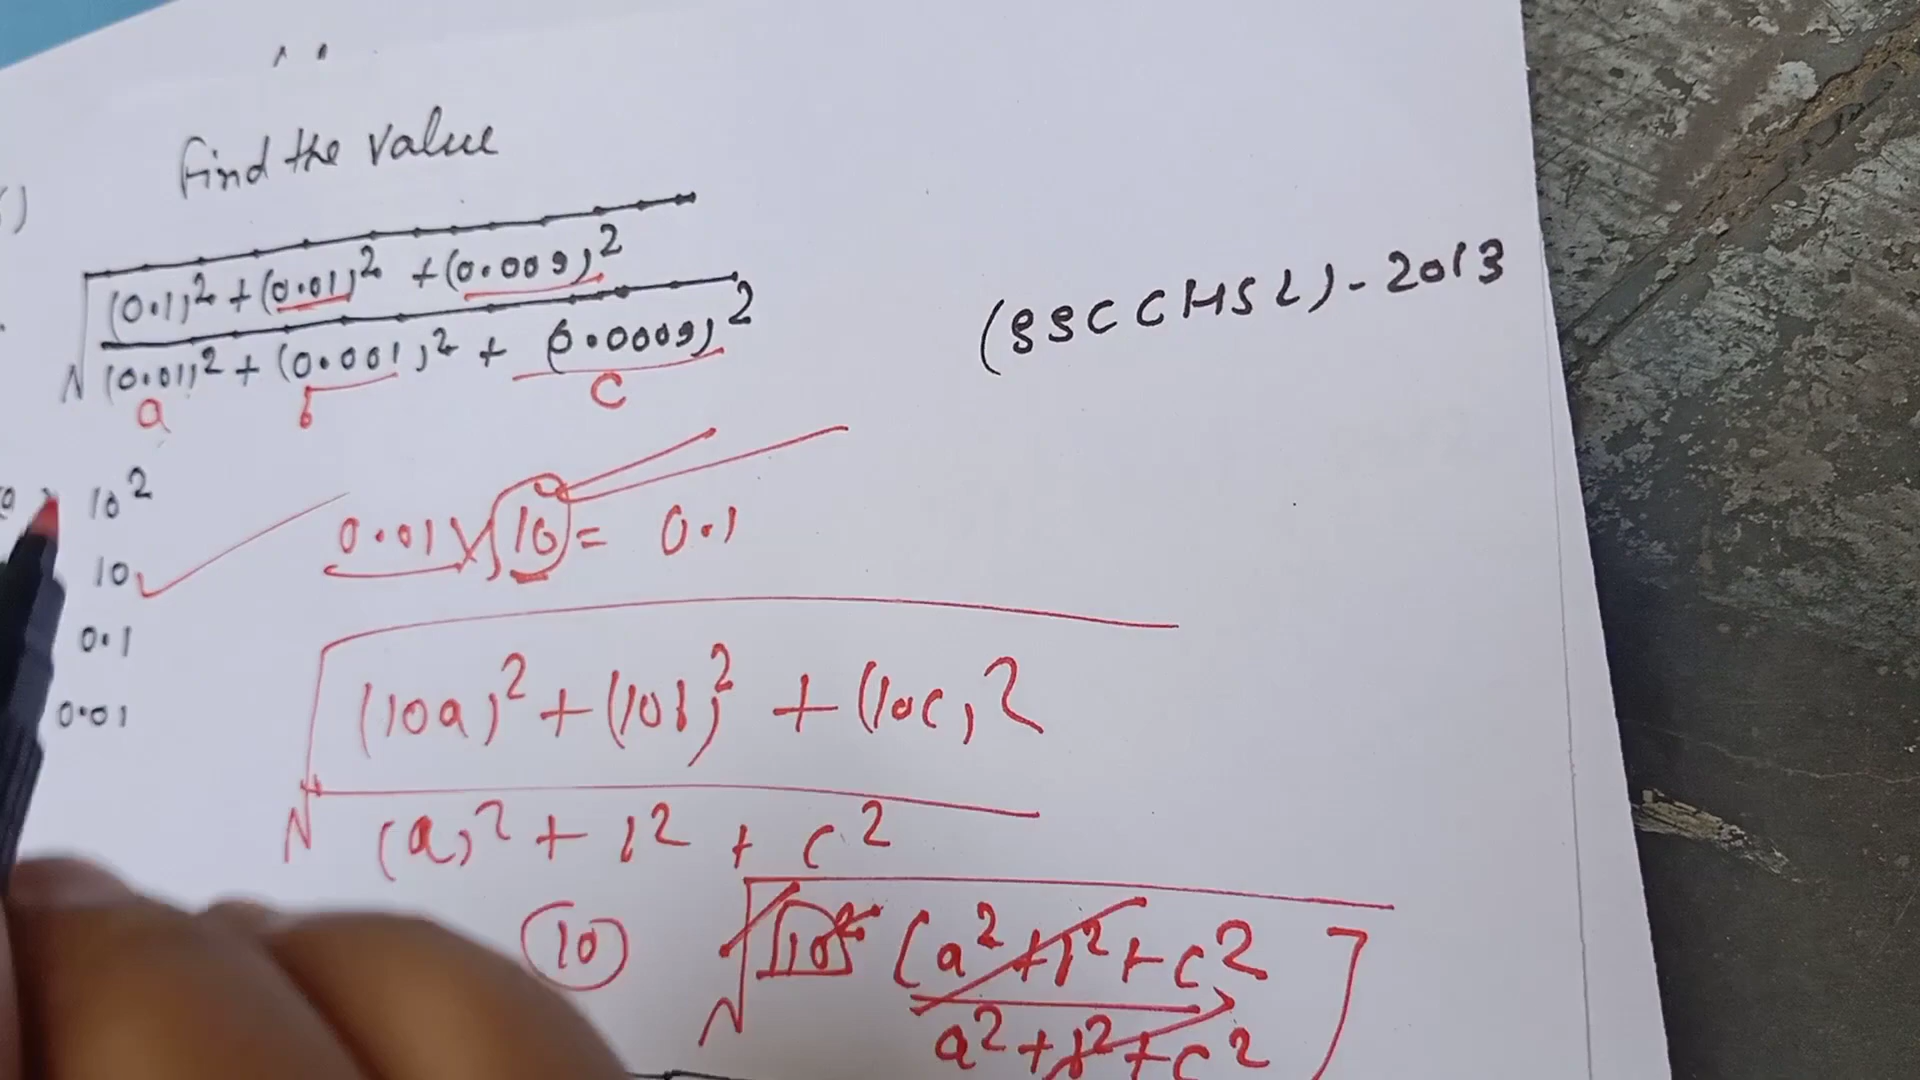 Find the value
√((0.1)² + (0.01)² + (0.009)²
(0.01)² + (0.001)² + (0.0009)²
a b c
(SSC CHSL) - 2013
10²
10 ✓
0.1
0.01
0.01 × 10 = 0.1
√((10a)² + (10b)² + (10c)²
(a)² + b² + c²
10
√10² (a² + b² + c²
a² + b² + c² ]